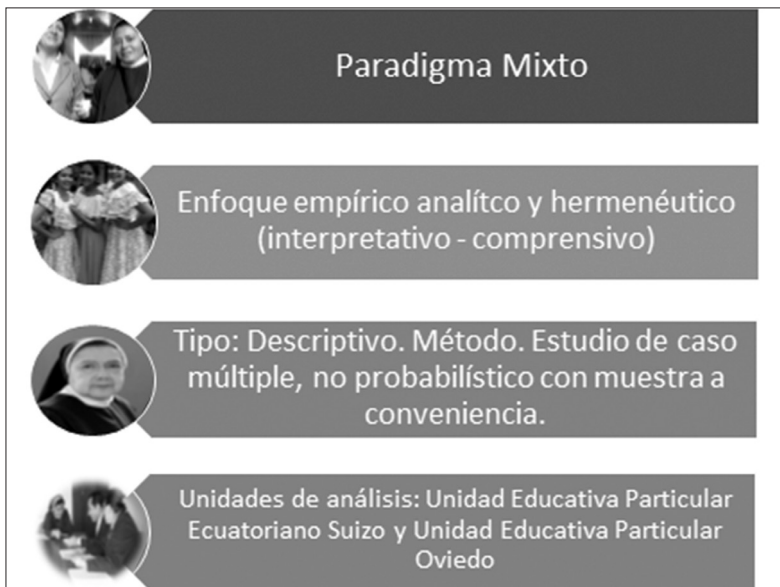 Paradigma Mixto
Enfoque empírico analítco y hermenéutico
(interpretativo - comprensivo)
Tipo: Descriptivo. Método. Estudio de caso
múltiple, no probabilístico con muestra a
conveniencia.
Unidades de análisis: Unidad Educativa Particular
Ecuatoriano Suizo y Unidad Educativa Particular
Oviedo